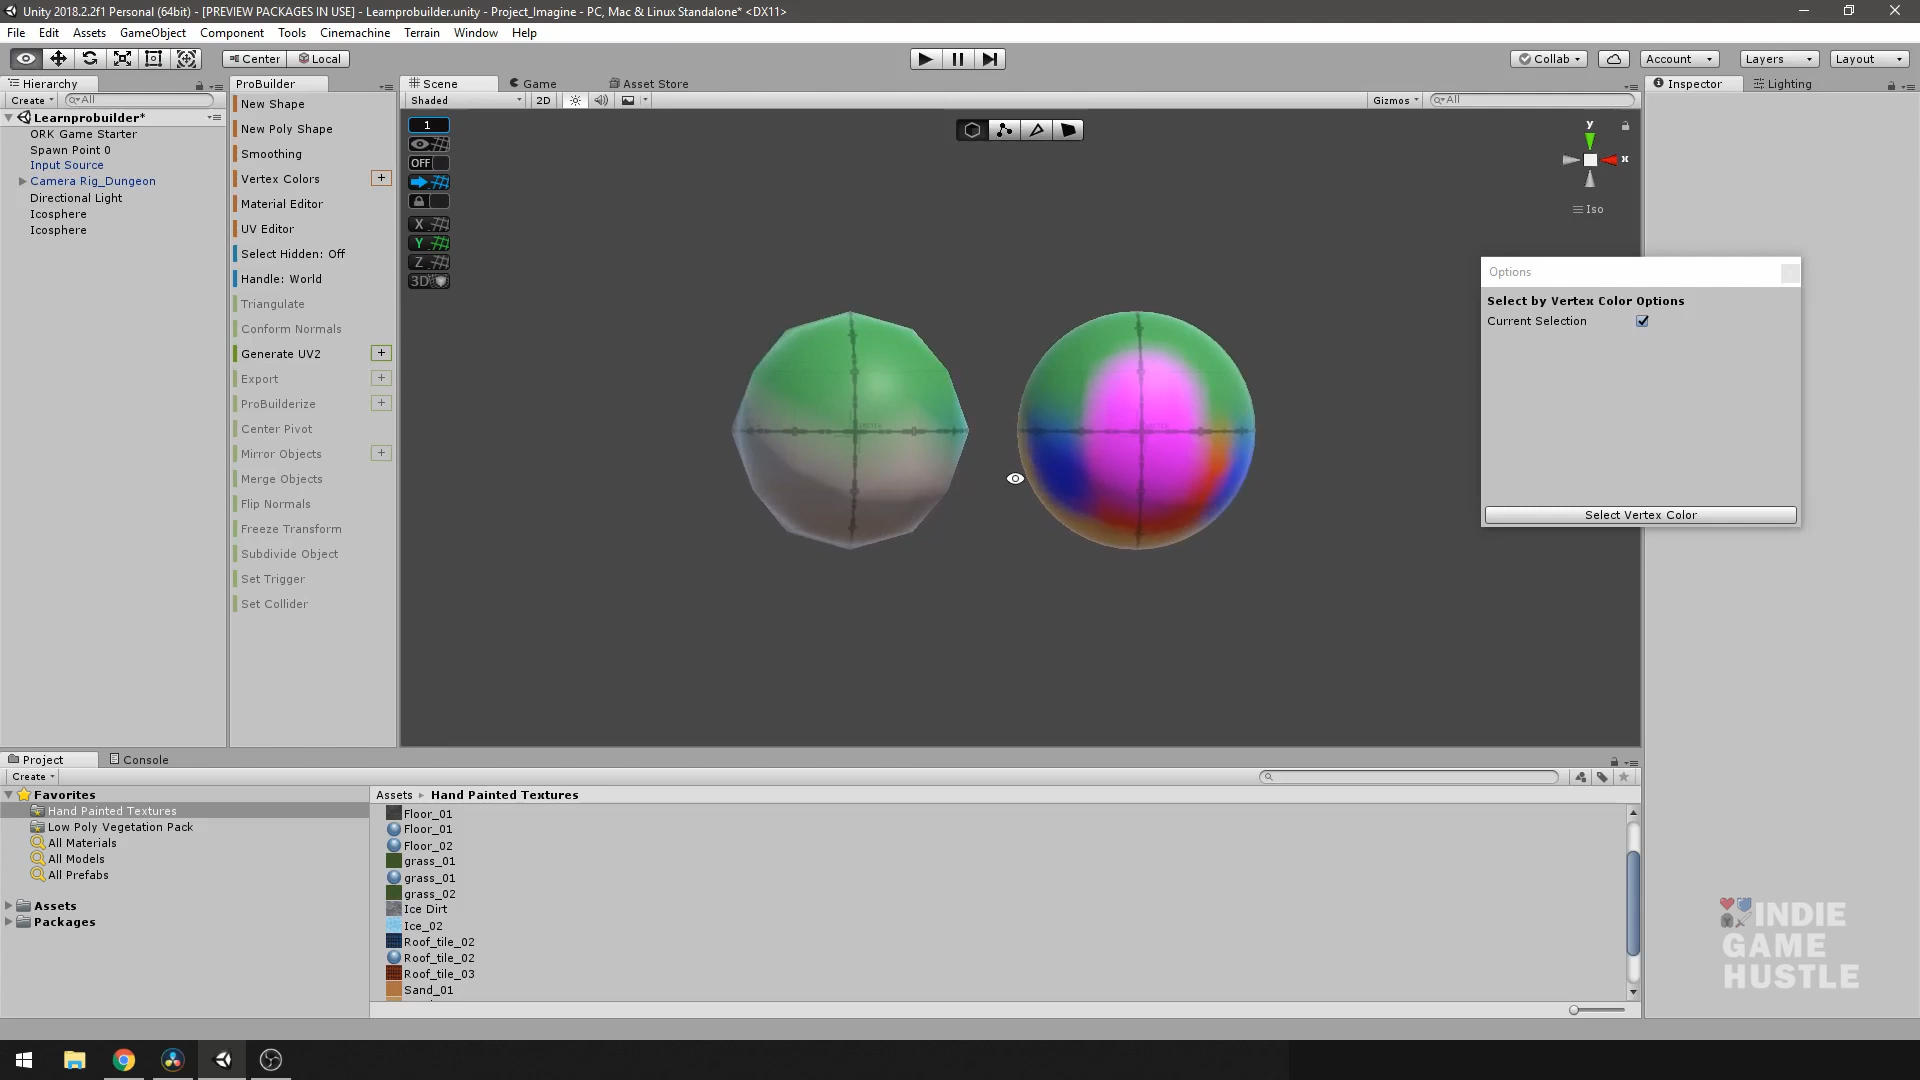 Unity 2018.2.2f1 Personal (64bit) - [PREVIEW PACKAGES IN USE] - Learnprobuilder.unity - Project_Imagine - PC, Mac & Linux Standalone* <DX11>
File Edit Assets GameObject Component Tools Cinemachine Terrain Window Help
Center Local Collab Account Layers Layout
Hierarchy ProBuilder Scene Game Asset Store Inspector Lighting
Create All
Shaded 2D Gizmos All
Learnprobuilder*
ORK Game Starter
Spawn Point 0
Input Source
Camera Rig_Dungeon
Directional Light
Icosphere
Icosphere
New Shape
New Poly Shape
Smoothing
Vertex Colors +
Material Editor
UV Editor
Select Hidden: Off
Handle: World
Triangulate
Conform Normals
Generate UV2 +
Export +
ProBuilderize +
Center Pivot
Mirror Objects +
Merge Objects
Flip Normals
Freeze Transform
Subdivide Object
Set Trigger
Set Collider
1
OFF
X
Y
Z
3D
y
x
Iso
Options
Select by Vertex Color Options
Current Selection
Select Vertex Color
Project Console
Create
Favorites
Hand Painted Textures
Low Poly Vegetation Pack
All Materials
All Models
All Prefabs
Assets
Packages
Assets Hand Painted Textures
Floor_01
Floor_01
Floor_02
grass_01
grass_01
grass_02
Ice Dirt
Ice_02
Roof_tile_02
Roof_tile_02
Roof_tile_03
Sand_01
INDIE
GAME
HUSTLE